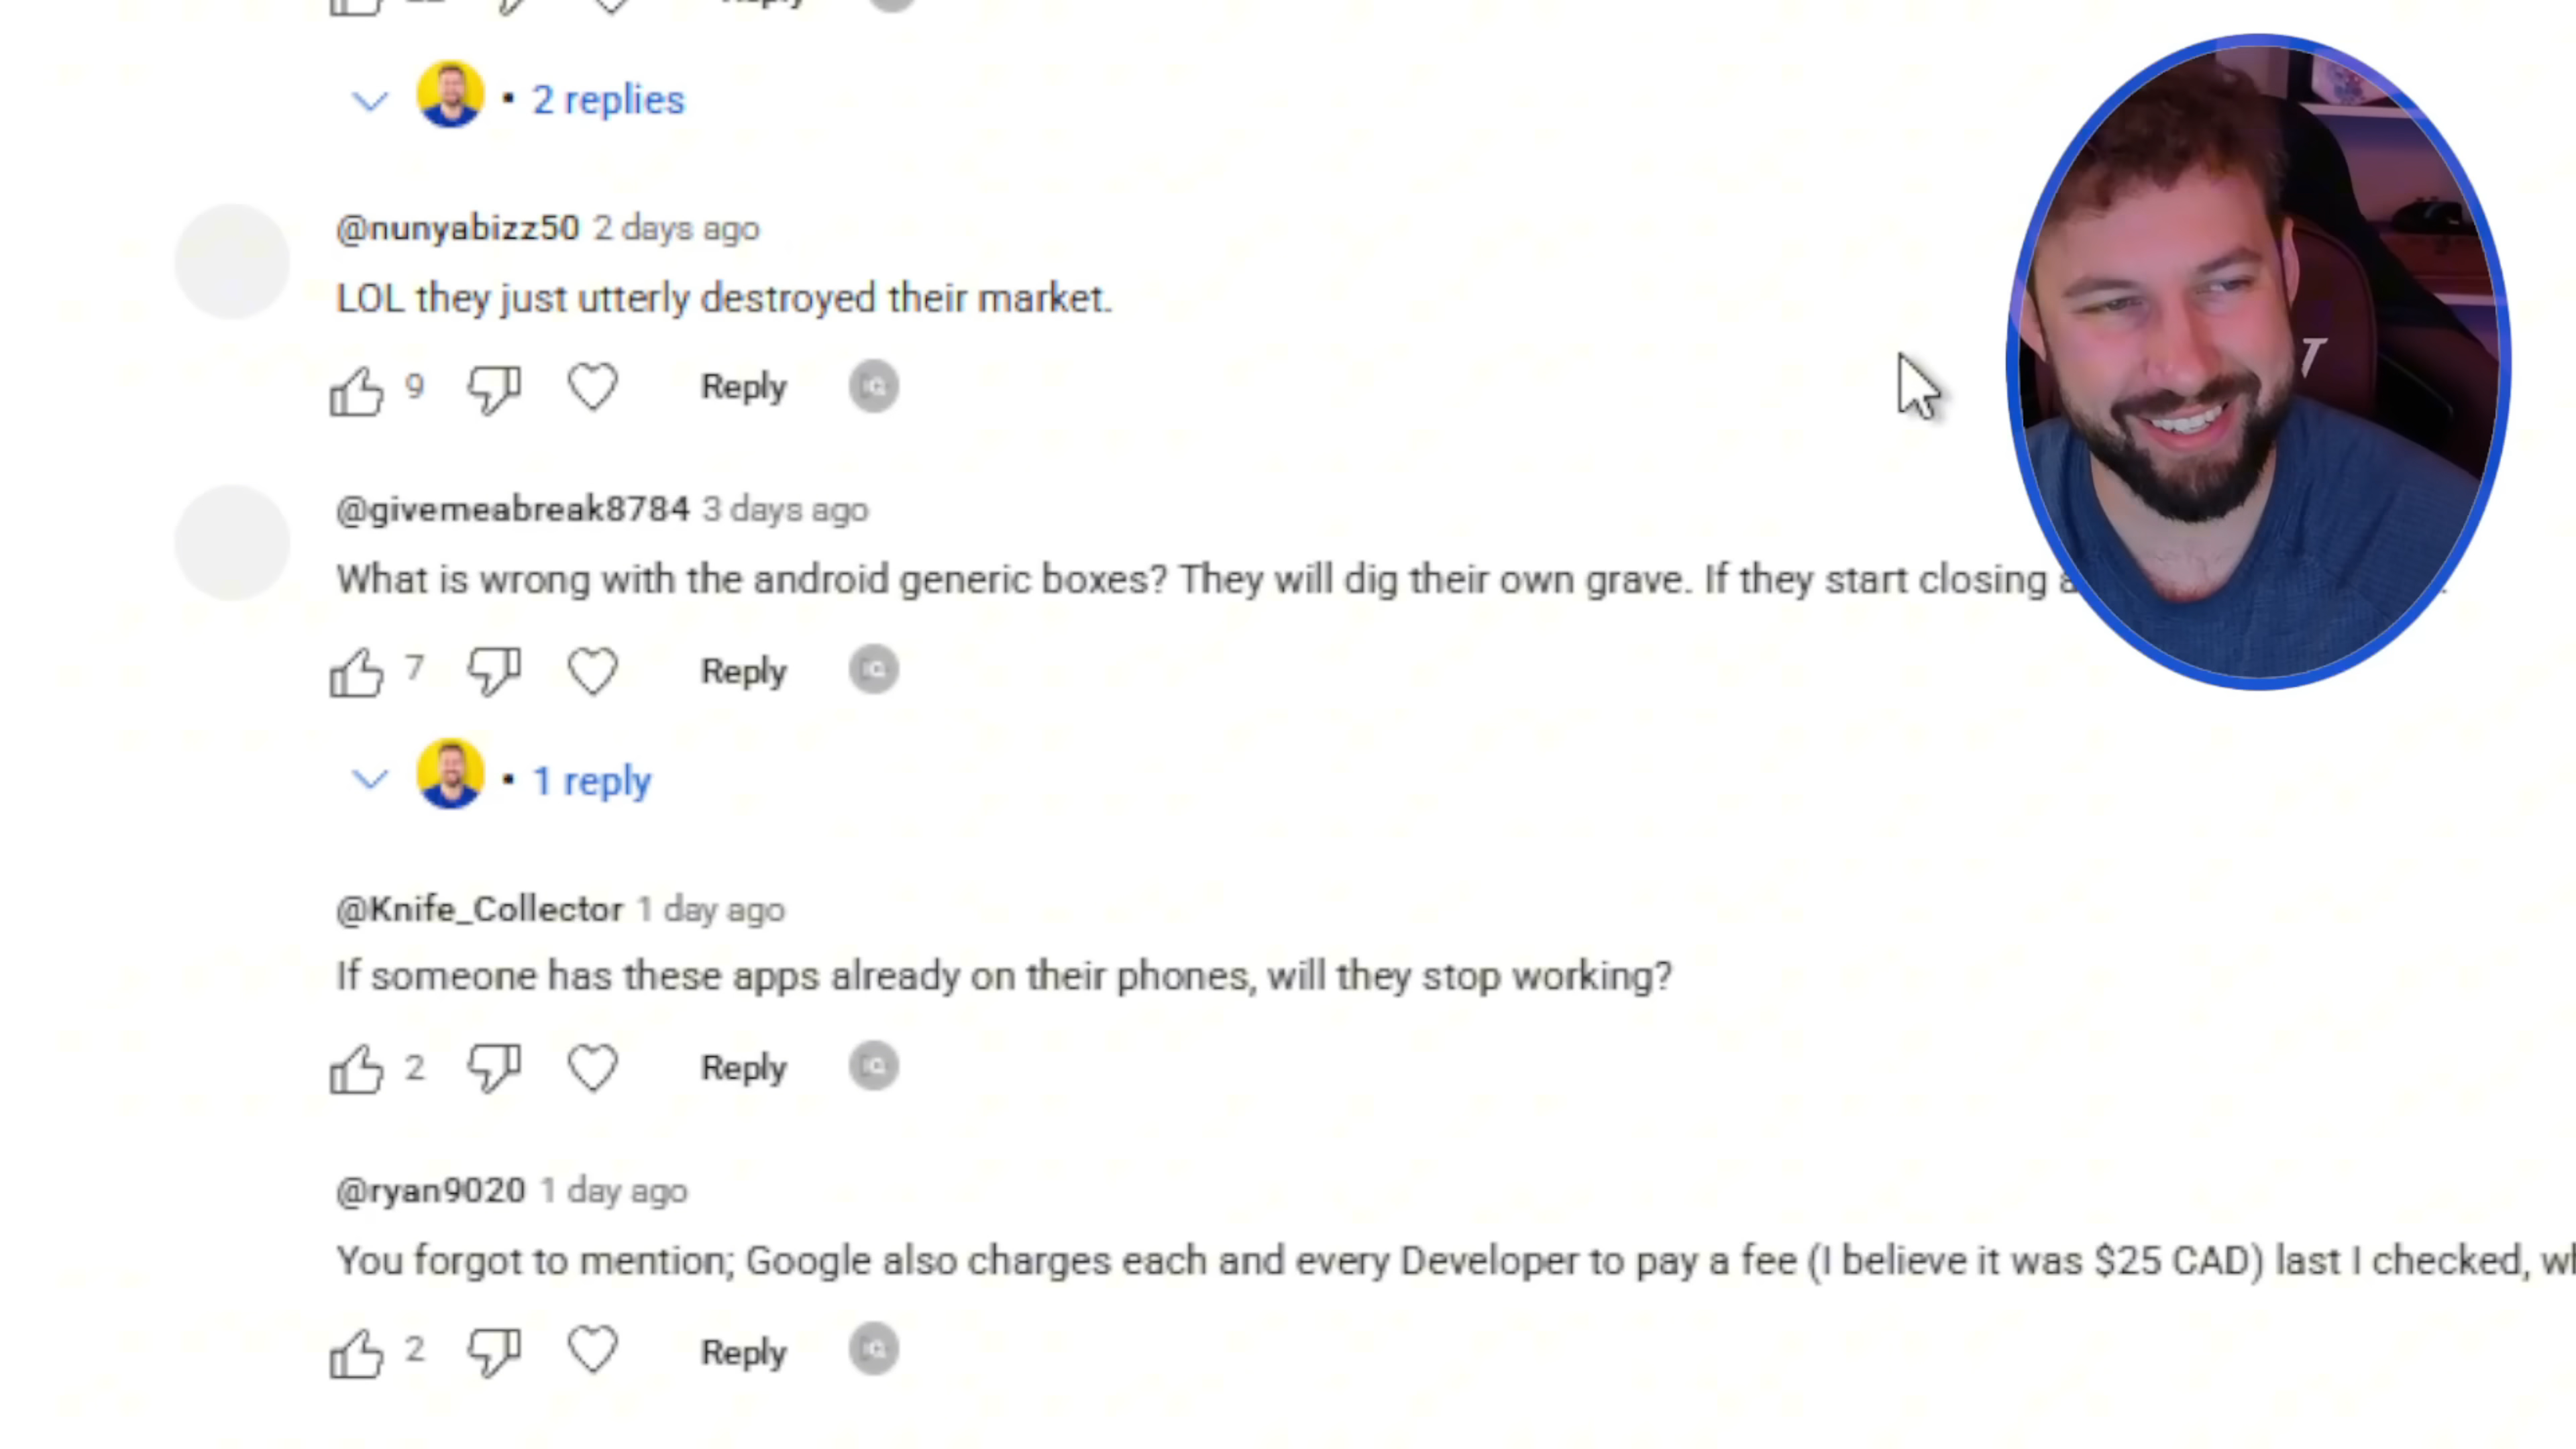 Reply
• 2 replies
@nunyabizz50 2 days ago
LOL they just utterly destroyed their market.
9 Reply
@givemeabreak8784 3 days ago
What is wrong with the android generic boxes? They will dig their own grave. If they start closing
7 Reply
• 1 reply
@Knife_Collector 1 day ago
If someone has these apps already on their phones, will they stop working?
2 Reply
@ryan9020 1 day ago
You forgot to mention; Google also charges each and every Developer to pay a fee (I believe it was $25 CAD) last I checked,
2 Reply